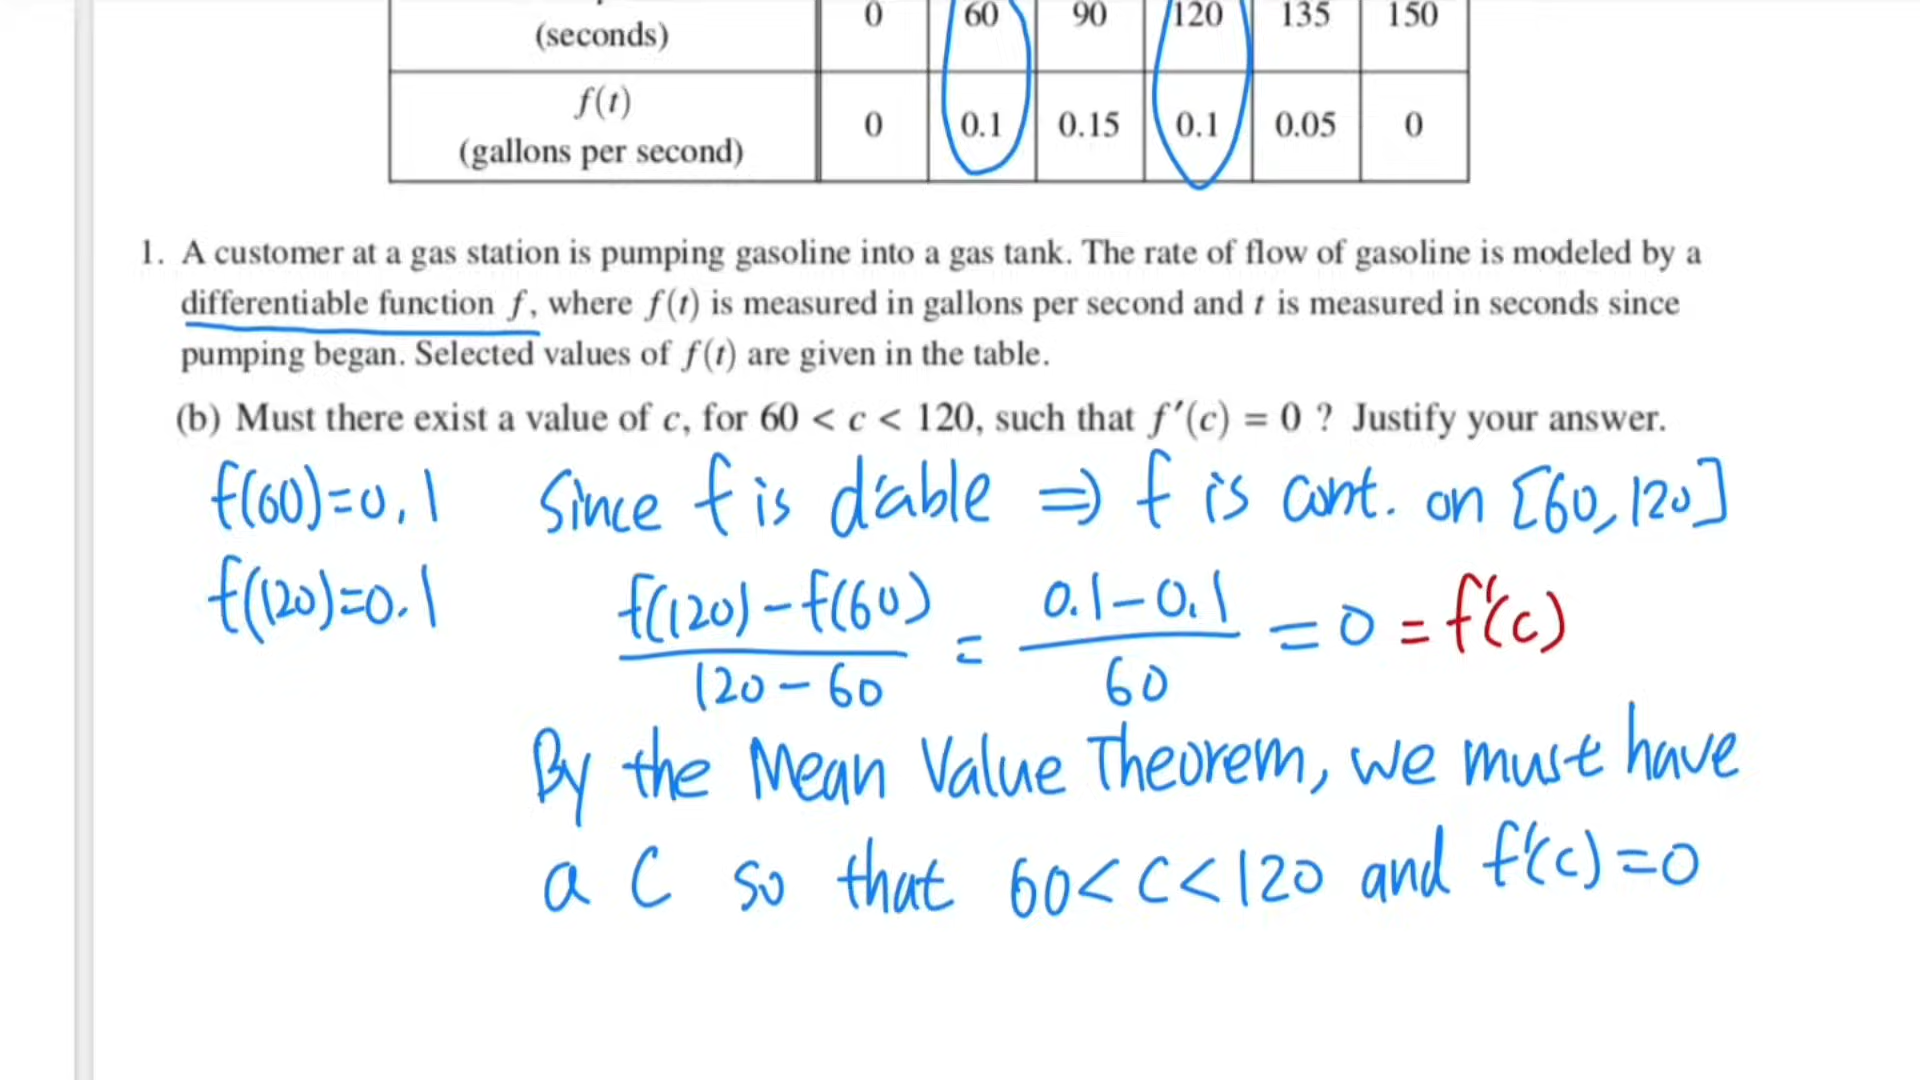 (seconds) 0 60 90 120 135 150
f(t)
(gallons per second) 0 0.1 0.15 0.1 0.05 0
1. A customer at a gas station is pumping gasoline into a gas tank. The rate of flow of gasoline is modeled by a
differentiable function f, where f(t) is measured in gallons per second and t is measured in seconds since
pumping began. Selected values of f(t) are given in the table.
(b) Must there exist a value of c, for 60 < c < 120, such that f′(c) = 0 ? Justify your answer.
f(60)=0.1 Since f is d'able ⇒ f is cont. on [60,120]
f(120)=0.1
f(120)-f(60) / 120-60 = 0.1-0.1 / 60 = 0 = f'(c)
By the Mean Value Theorem, we must have
a C so that 60<C<120 and f'(c)=0